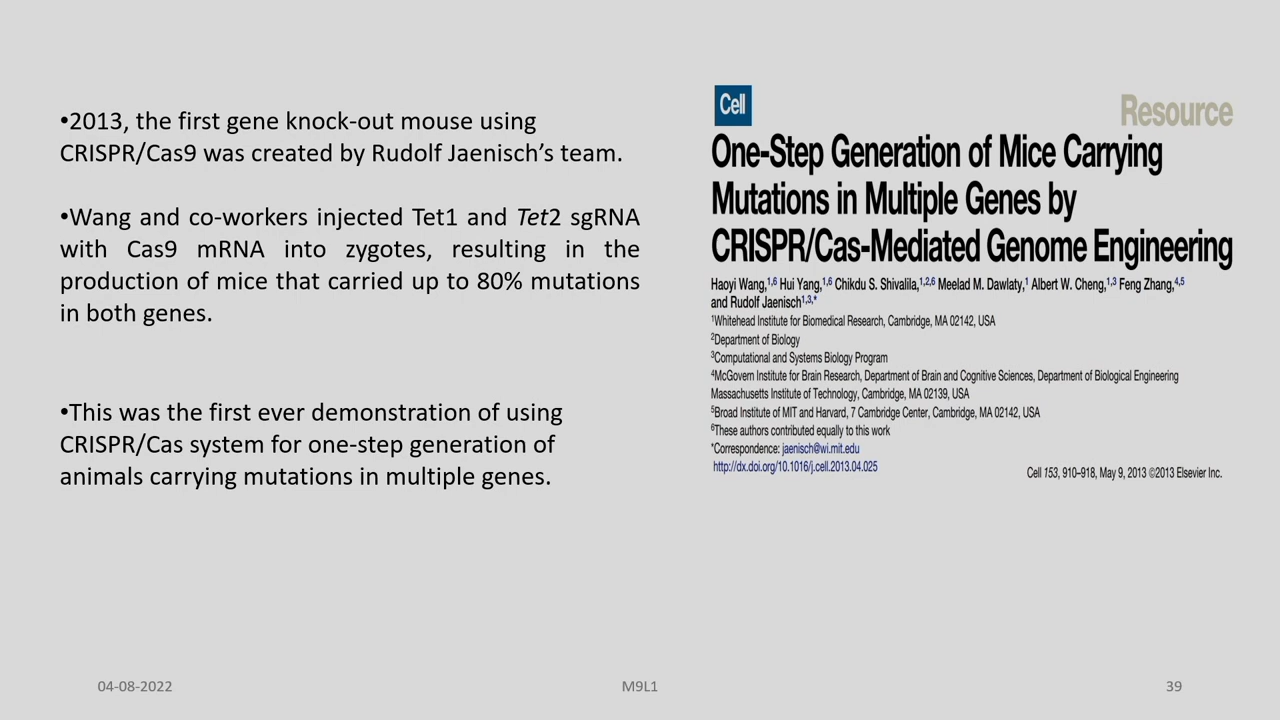 •2013, the first gene knock-out mouse using
CRISPR/Cas9 was created by Rudolf Jaenisch’s team.
•Wang and co-workers injected Tet1 and Tet2 sgRNA
with Cas9 mRNA into zygotes, resulting in the
production of mice that carried up to 80% mutations
in both genes.
•This was the first ever demonstration of using
CRISPR/Cas system for one-step generation of
animals carrying mutations in multiple genes.
Cell
Resource
One-Step Generation of Mice Carrying
Mutations in Multiple Genes by
CRISPR/Cas-Mediated Genome Engineering
Haoyi Wang,1,6 Hui Yang,1,6 Chikdu S. Shivalila,1,2,6 Meelad M. Dawlaty,1 Albert W. Cheng,1,3 Feng Zhang,4,5
and Rudolf Jaenisch1,3,*
1Whitehead Institute for Biomedical Research, Cambridge, MA 02142, USA
2Department of Biology
3Computational and Systems Biology Program
4McGovern Institute for Brain Research, Department of Brain and Cognitive Sciences, Department of Biological Engineering
Massachusetts Institute of Technology, Cambridge, MA 02139, USA
5Broad Institute of MIT and Harvard, 7 Cambridge Center, Cambridge, MA 02142, USA
6These authors contributed equally to this work
*Correspondence: jaenisch@wi.mit.edu
http://dx.doi.org/10.1016/j.cell.2013.04.025
Cell 153, 910–918, May 9, 2013 ©2013 Elsevier Inc.
04-08-2022
M9L1
39